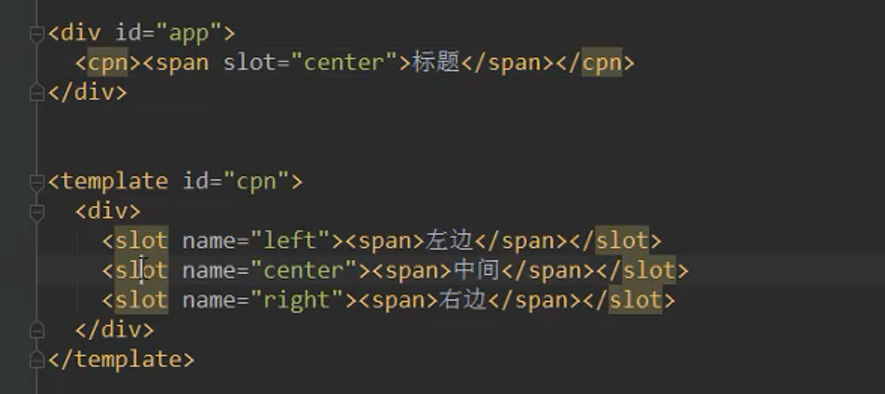 <div id="app">
<cpn><span slot="center">标题</span></cpn>
</div>
<template id="cpn">
<div>
<slot name="left"><span>左边</span></slot>
<slot name="center"><span>中间</span></slot>
<slot name="right"><span>右边</span></slot>
</div>
</template>